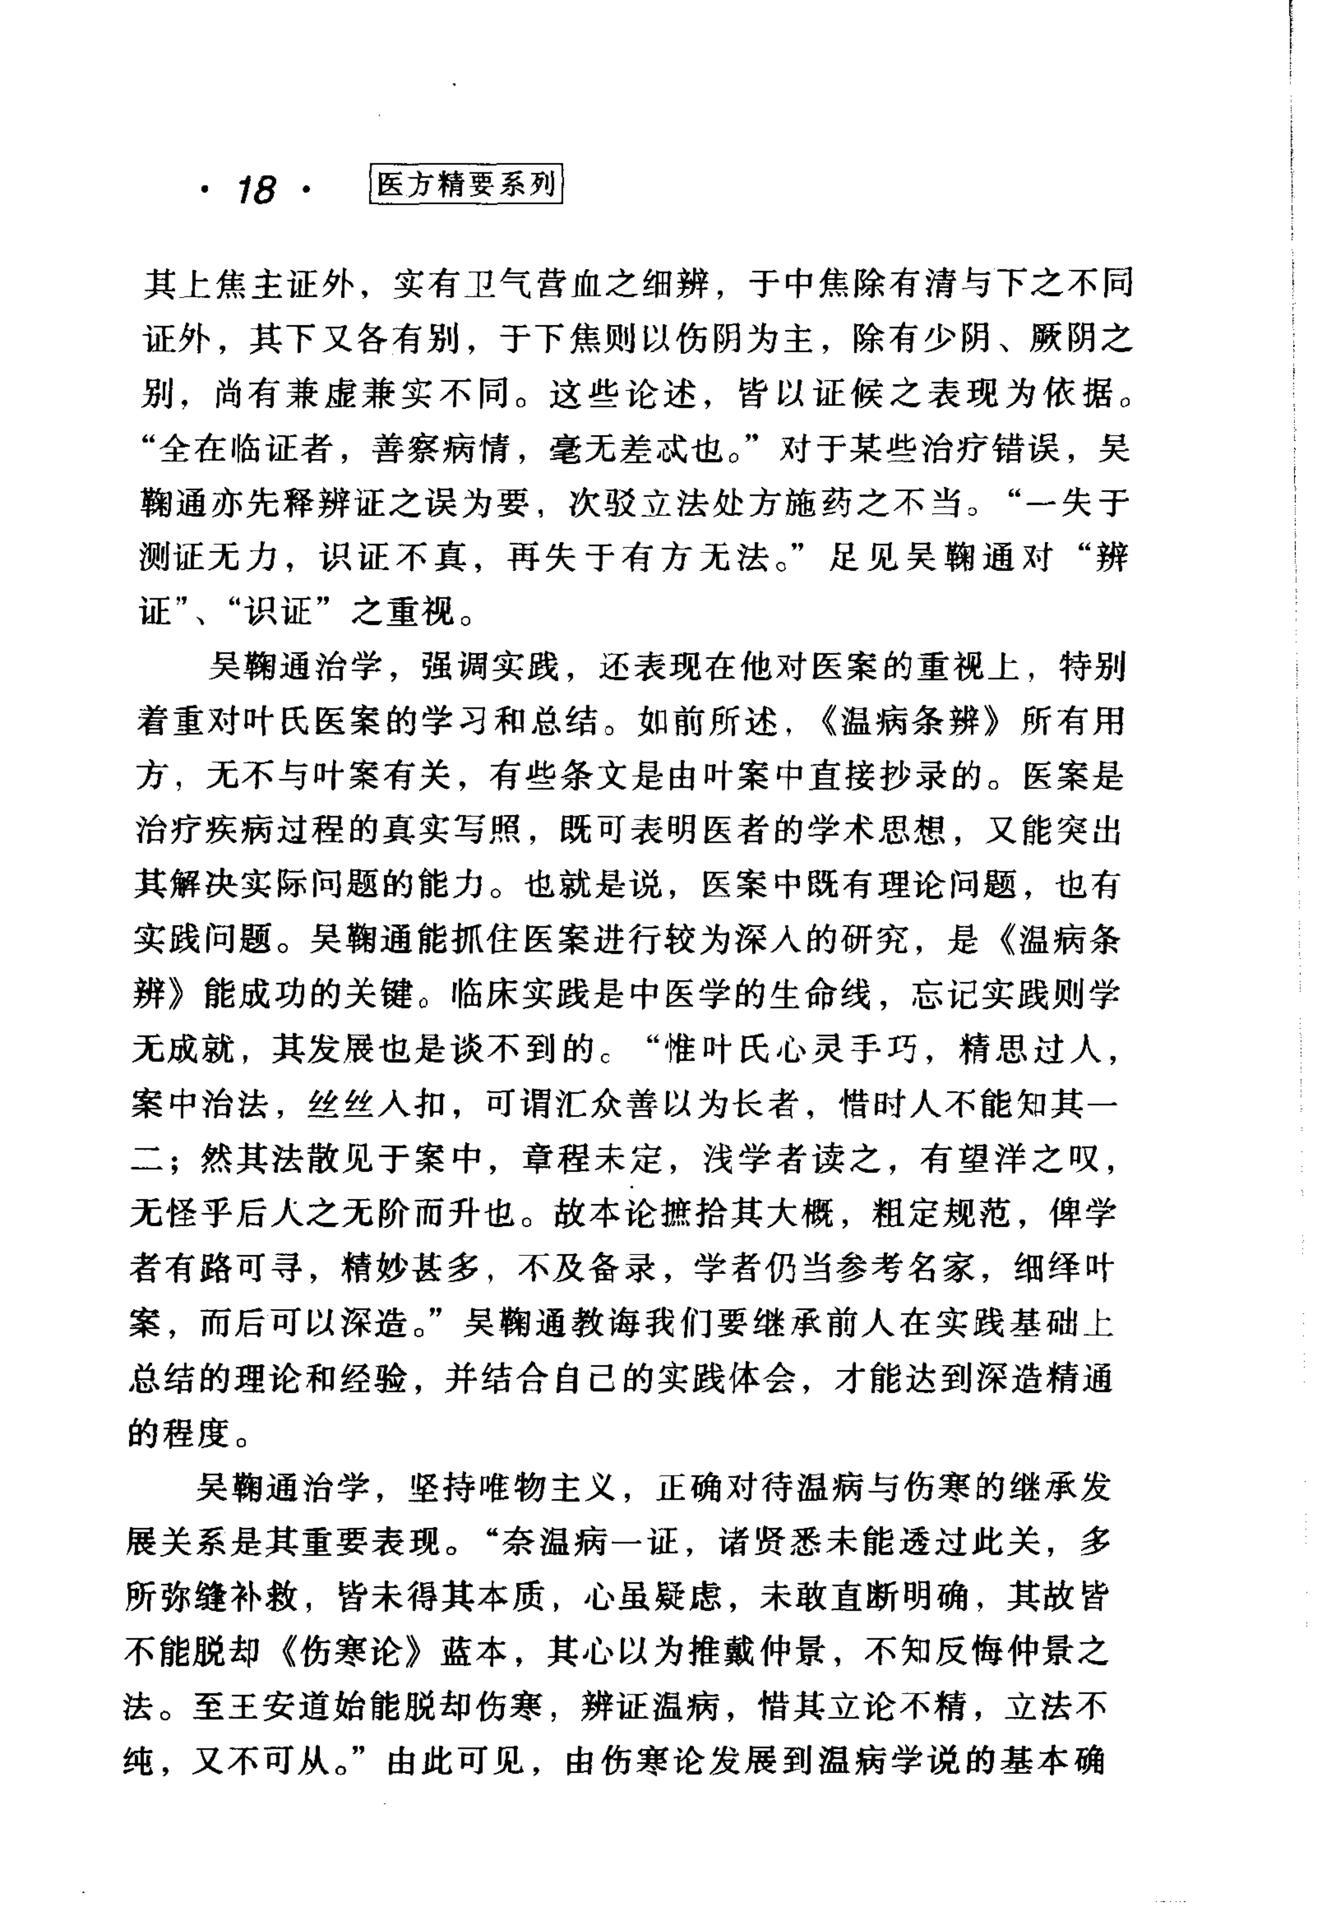 · 18 · 医方精要系列
其上焦主证外，实有卫气营血之细辨，于中焦除有清与下之不同
证外，其下又各有别，于下焦则以伤阴为主，除有少阴、厥阴之
别，尚有兼虚兼实不同。这些论述，皆以证候之表现为依据。
“全在临证者，善察病情，毫无差忒也。”对于某些治疗错误，吴
鞠通亦先释辨证之误为要，次驳立法处方施药之不当。“一失于
测证无力，识证不真，再失于有方无法。”足见吴鞠通对“辨
证”、“识证”之重视。
吴鞠通治学，强调实践，还表现在他对医案的重视上，特别
着重对叶氏医案的学习和总结。如前所述，《温病条辨》所有用
方，无不与叶案有关，有些条文是由叶案中直接抄录的。医案是
治疗疾病过程的真实写照，既可表明医者的学术思想，又能突出
其解决实际问题的能力。也就是说，医案中既有理论问题，也有
实践问题。吴鞠通能抓住医案进行较为深入的研究，是《温病条
辨》能成功的关键。临床实践是中医学的生命线，忘记实践则学
无成就，其发展也是谈不到的。“惟叶氏心灵手巧，精思过人，
案中治法，丝丝入扣，可谓汇众善以为长者，惜时人不能知其一
二；然其法散见于案中，章程未定，浅学者读之，有望洋之叹，
无怪乎后人之无阶而升也。故本论摭拾其大概，粗定规范，俾学
者有路可寻，精妙甚多，不及备录，学者仍当参考名家，细绎叶
案，而后可以深造。”吴鞠通教诲我们要继承前人在实践基础上
总结的理论和经验，并结合自己的实践体会，才能达到深造精通
的程度。
吴鞠通治学，坚持唯物主义，正确对待温病与伤寒的继承发
展关系是其重要表现。“奈温病一证，诸贤悉未能透过此关，多
所弥缝补救，皆未得其本质，心虽疑虑，未敢直断明确，其故皆
不能脱却《伤寒论》蓝本，其心以为推戴仲景，不知反悔仲景之
法。至王安道始能脱却伤寒，辨证温病，惜其立论不精，立法不
纯，又不可从。”由此可见，由伤寒论发展到温病学说的基本确